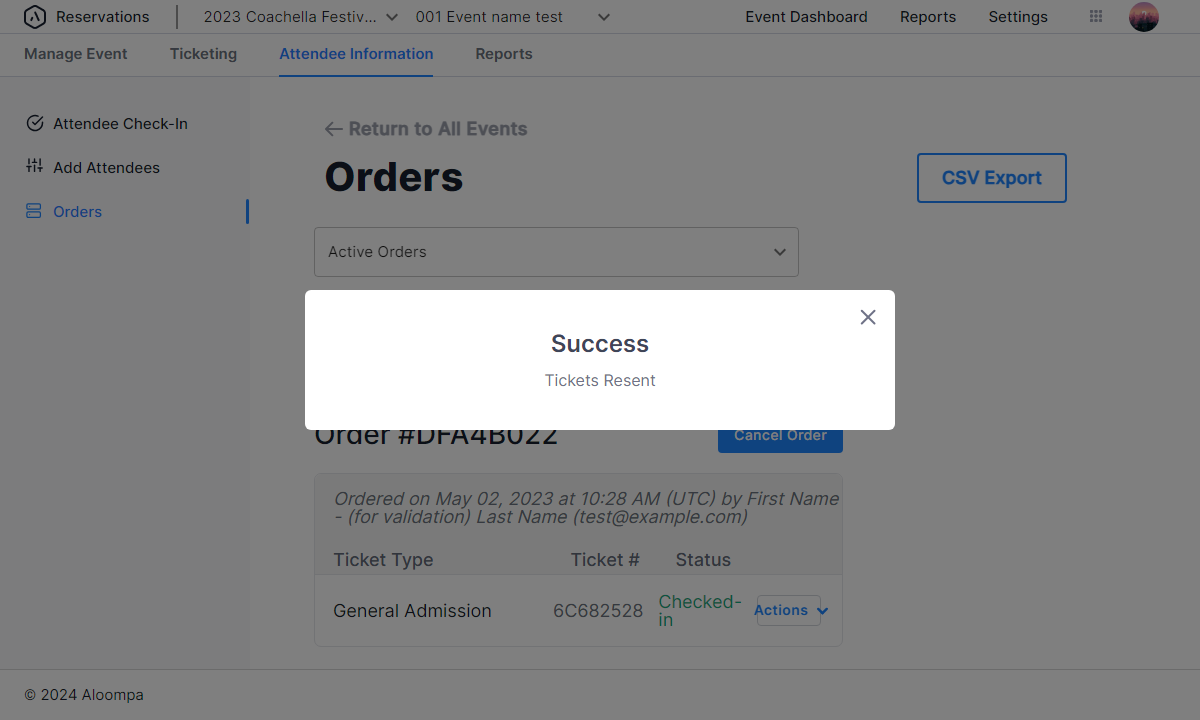 Reservations
2023 Coachella Festiv...
001 Event name test
Event Dashboard
Reports
Settings
Manage Event
Ticketing
Attendee Information
Reports
Attendee Check-In
Add Attendees
Orders
Return to All Events
Orders
CSV Export
Active Orders
Success
Tickets Resent
Order #DFA4B022
Cancel Order
Ordered on May 02, 2023 at 10:28 AM (UTC) by First Name
- (for validation) Last Name (test@example.com)
Ticket Type
Ticket #
Status
General Admission
6C682528
Checked-
in
Actions
© 2024 Aloompa